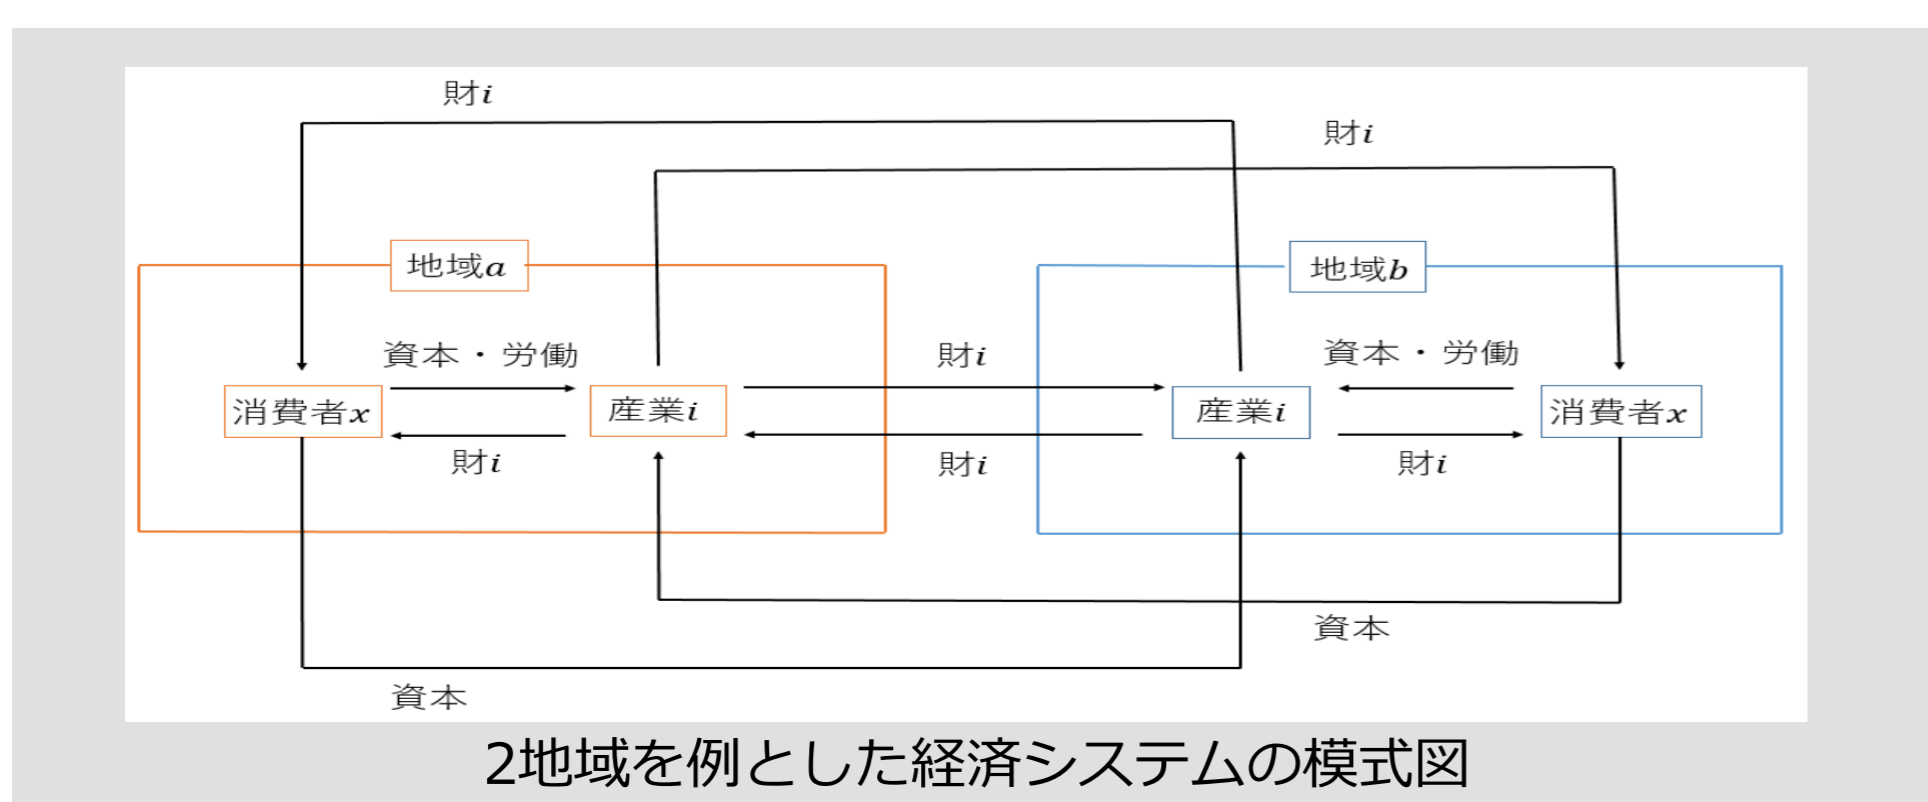 財i
財i
地域a
地域b
資本・労働
財i
資本・労働
消費者x
産業i
産業i
消費者x
財i
財i
財i
資本
資本
2地域を例とした経済システムの模式図